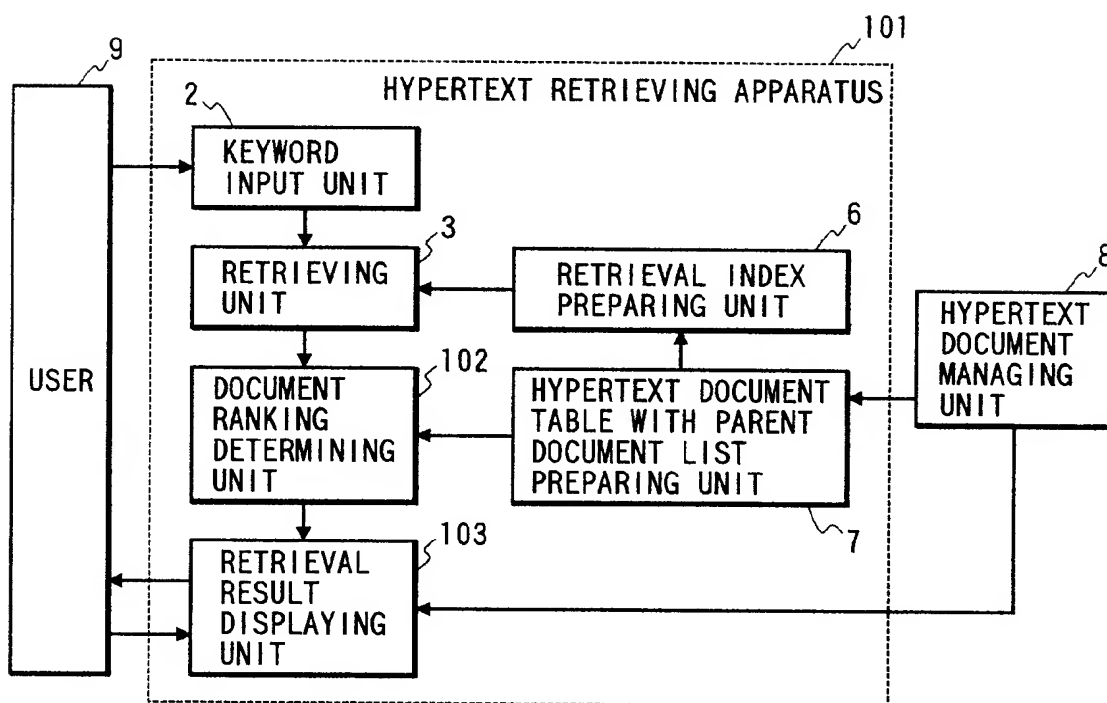 101
9
HYPERTEXT RETRIEVING APPARATUS
2
KEYWORD
INPUT UNIT
3
RETRIEVING
UNIT
6
RETRIEVAL INDEX
PREPARING UNIT
8
HYPERTEXT
DOCUMENT
MANAGING
UNIT
USER
102
DOCUMENT
RANKING
DETERMINING
UNIT
HYPERTEXT DOCUMENT
TABLE WITH PARENT
DOCUMENT LIST
PREPARING UNIT
7
103
RETRIEVAL
RESULT
DISPLAYING
UNIT